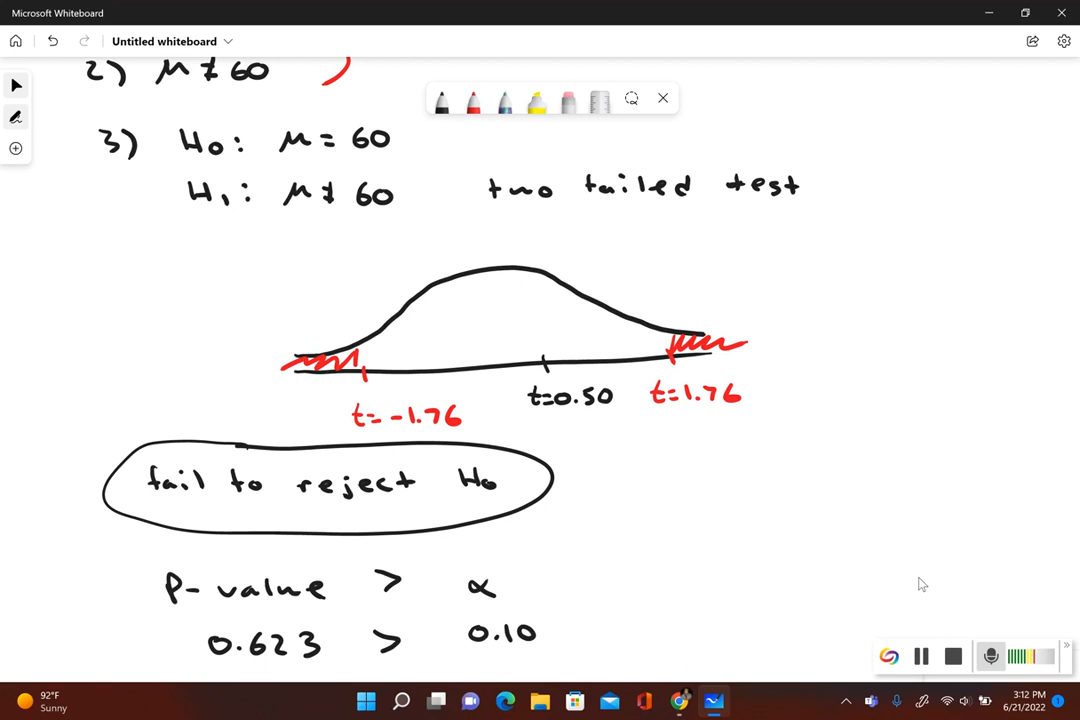 Microsoft Whiteboard
Untitled whiteboard
2) μ ≠ 60
3) H₀: μ = 60
H₁: μ ≠ 60 two tailed test
t=0.50 t=1.76
t=-1.76
fail to reject H₀
P-value > α
0.623 > 0.10
92°F
Sunny
3:12 PM
6/21/2022
1